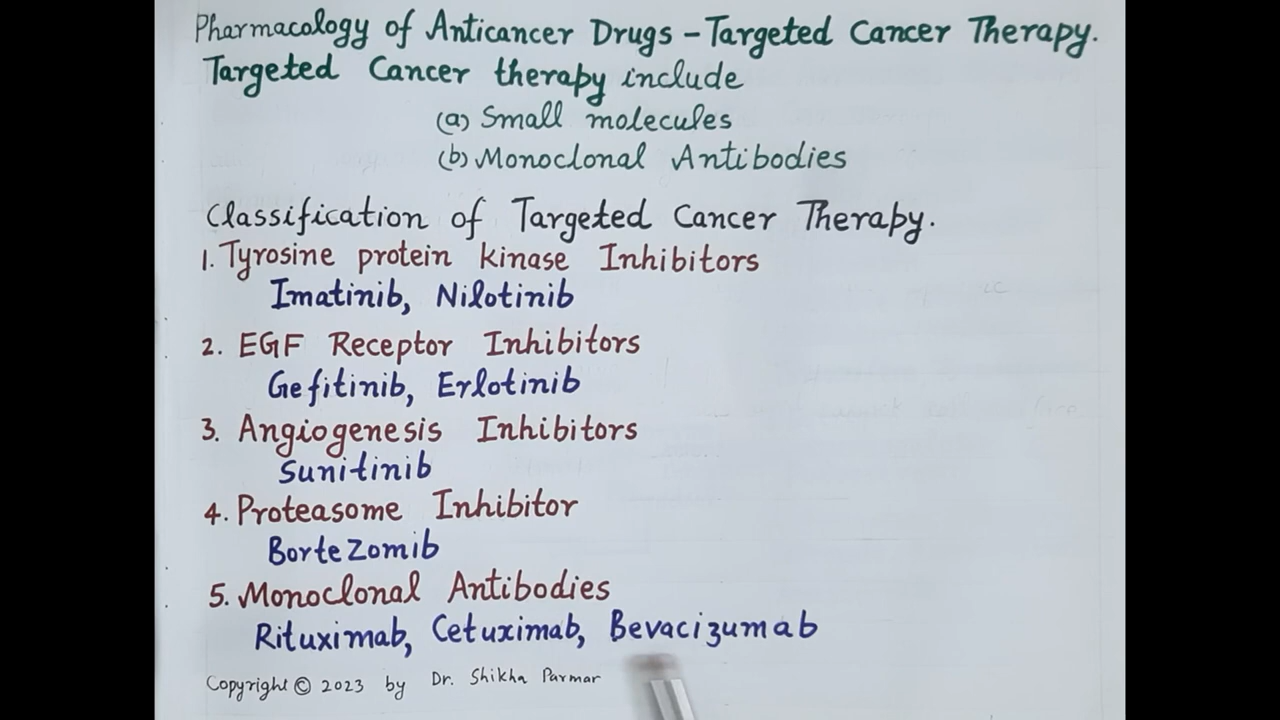 Pharmacology of Anticancer Drugs - Targeted Cancer Therapy.
Targeted Cancer therapy include
(a) Small molecules
(b) Monoclonal Antibodies
Classification of Targeted Cancer Therapy.
1. Tyrosine protein kinase Inhibitors
Imatinib, Nilotinib
2. EGF Receptor Inhibitors
Gefitinib, Erlotinib
3. Angiogenesis Inhibitors
Sunitinib
4. Proteasome Inhibitor
BorteZomib
5. Monoclonal Antibodies
Rituximab, Cetuximab, Bevacizumab
Copyright © 2023 by Dr. Shikha Parmar